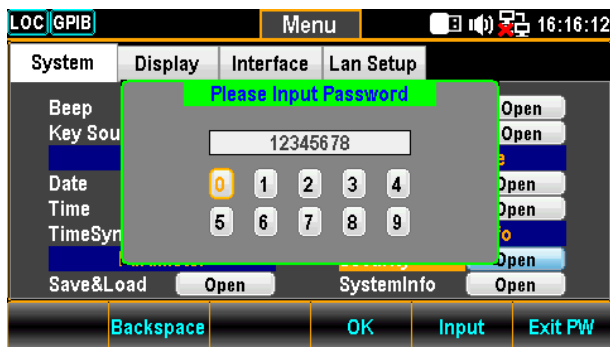 LOC GPIB Menu 16:16:12
System Display Interface Lan Setup
Please Input Password
Beep Open
Key Sou Open
12345678
Date 0 1 2 3 4 Open
Time Open
5 6 7 8 9
TimeSyn
Open
Save&Load Open SystemInfo Open
Backspace OK Input Exit PW